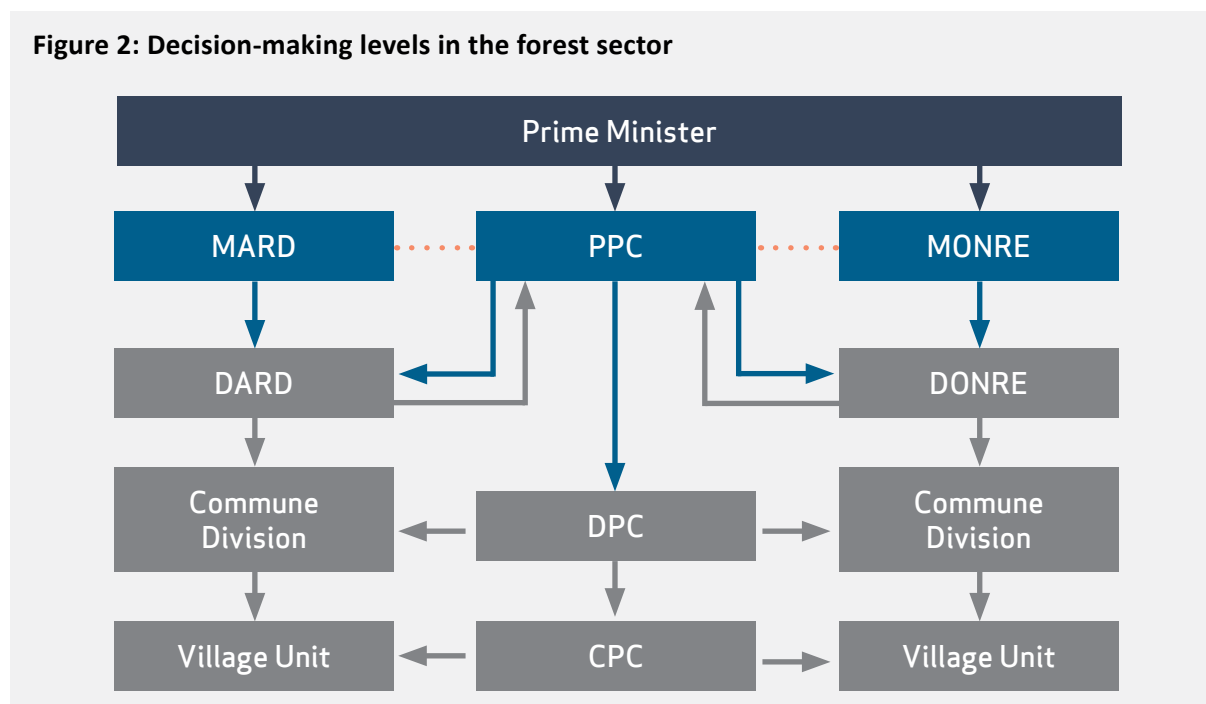 Figure 2: Decision-making levels in the forest sector
Prime Minister
MARD
PPC
MONRE
DARD
DONRE
Commune
Division
DPC
Commune
Division
Village Unit
CPC
Village Unit